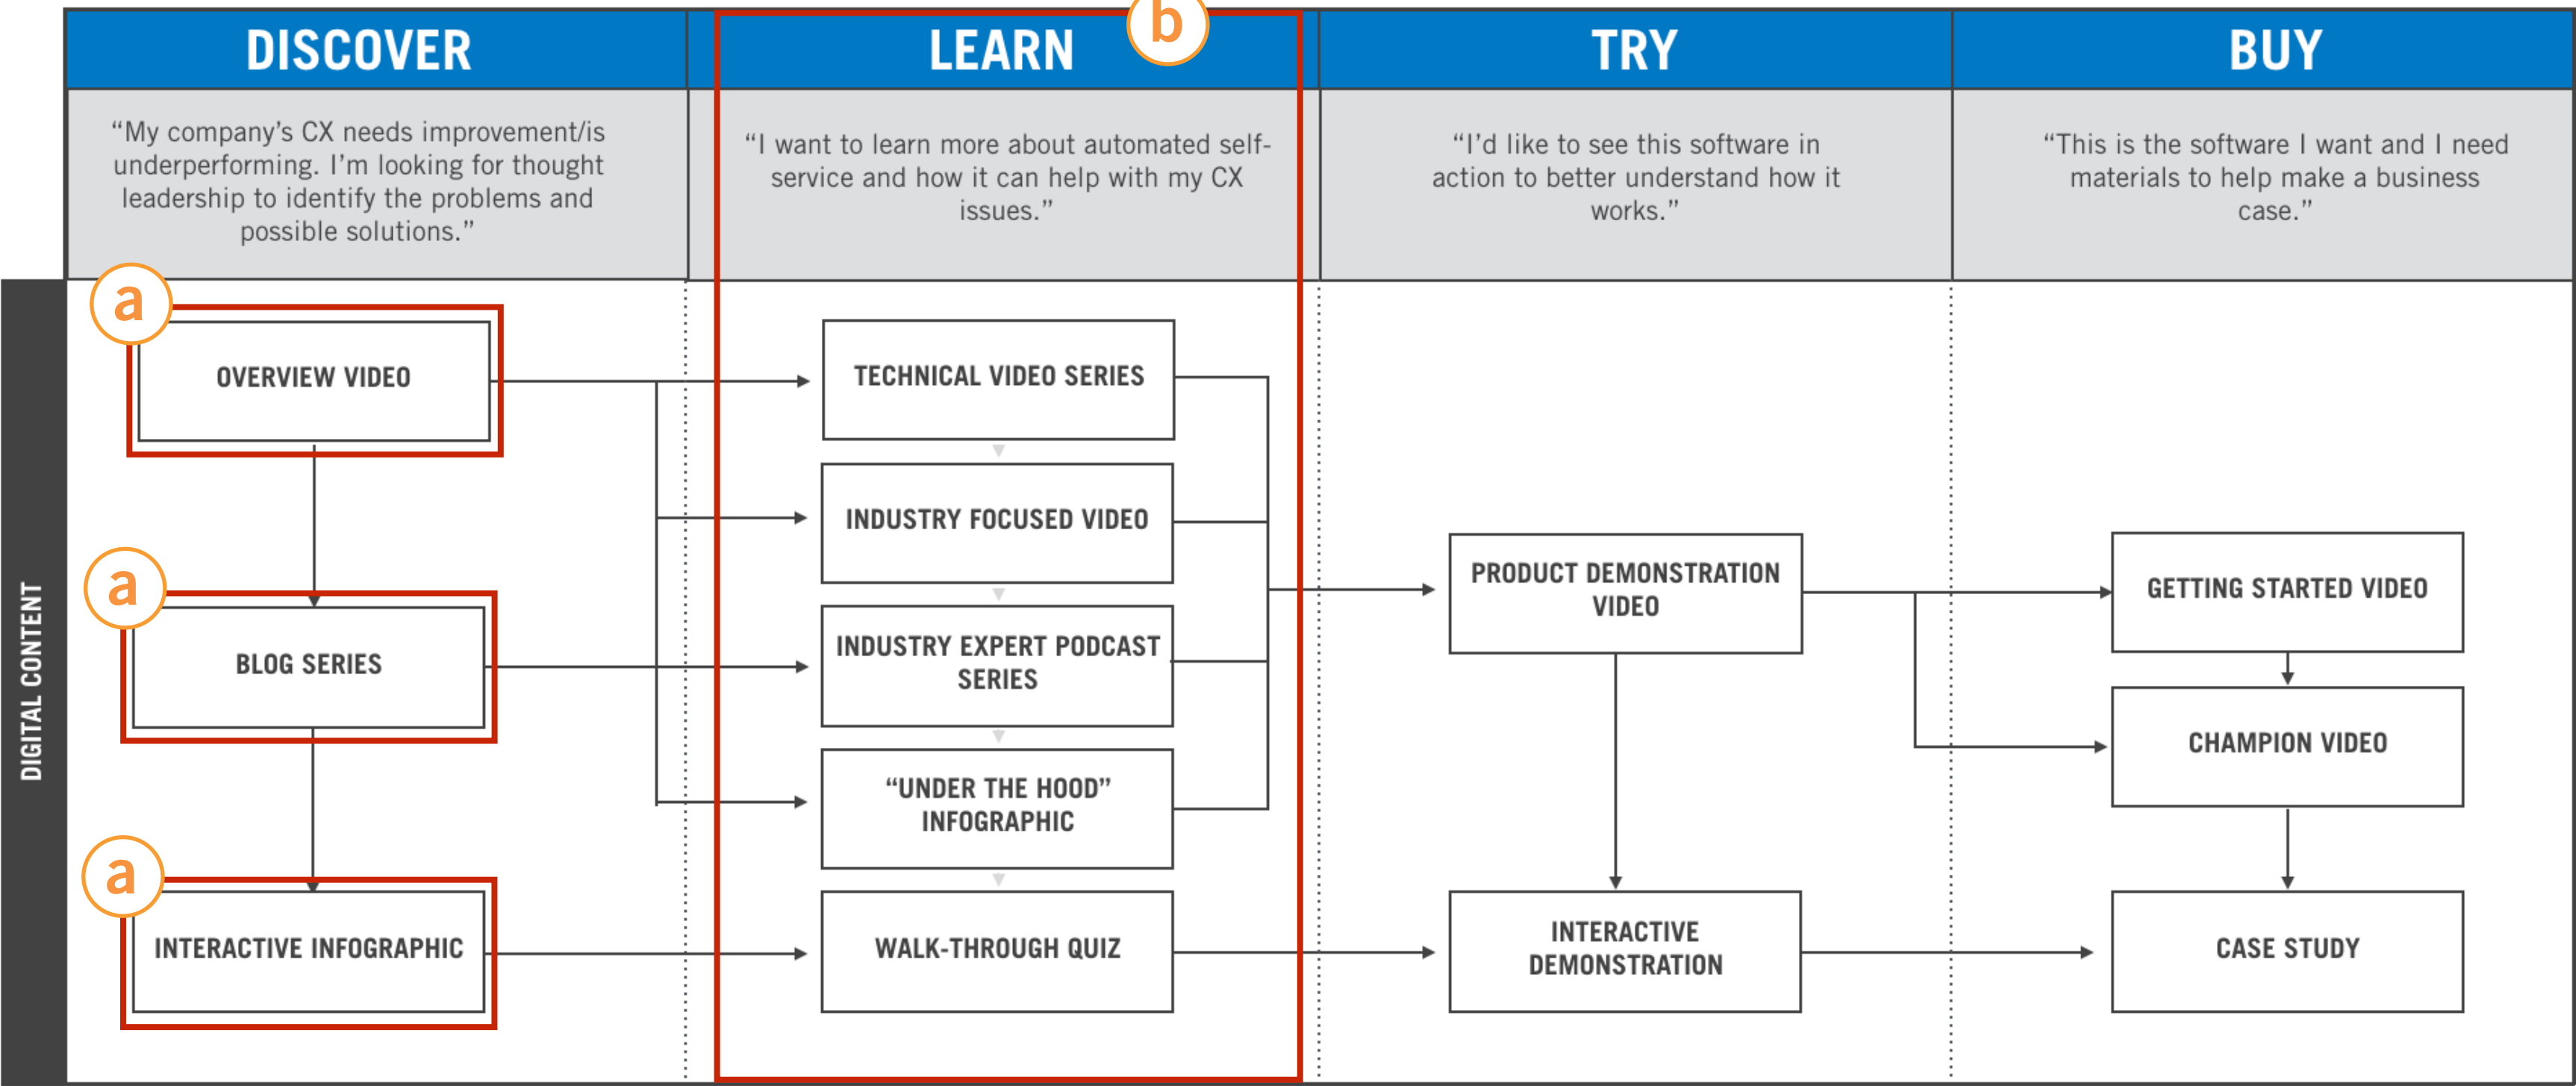 b
DISCOVER
LEARN
TRY
BUY
“My company’s CX needs improvement/is
underperforming. I’m looking for thought
leadership to identify the problems and
possible solutions.”
“I want to learn more about automated self-
service and how it can help with my CX
issues.”
“I’d like to see this software in
action to better understand how it
works.”
“This is the software I want and I need
materials to help make a business
case.”
DIGITAL CONTENT
a
OVERVIEW VIDEO
a
BLOG SERIES
a
INTERACTIVE INFOGRAPHIC
TECHNICAL VIDEO SERIES
INDUSTRY FOCUSED VIDEO
INDUSTRY EXPERT PODCAST
SERIES
“UNDER THE HOOD”
INFOGRAPHIC
WALK-THROUGH QUIZ
PRODUCT DEMONSTRATION
VIDEO
INTERACTIVE
DEMONSTRATION
GETTING STARTED VIDEO
CHAMPION VIDEO
CASE STUDY